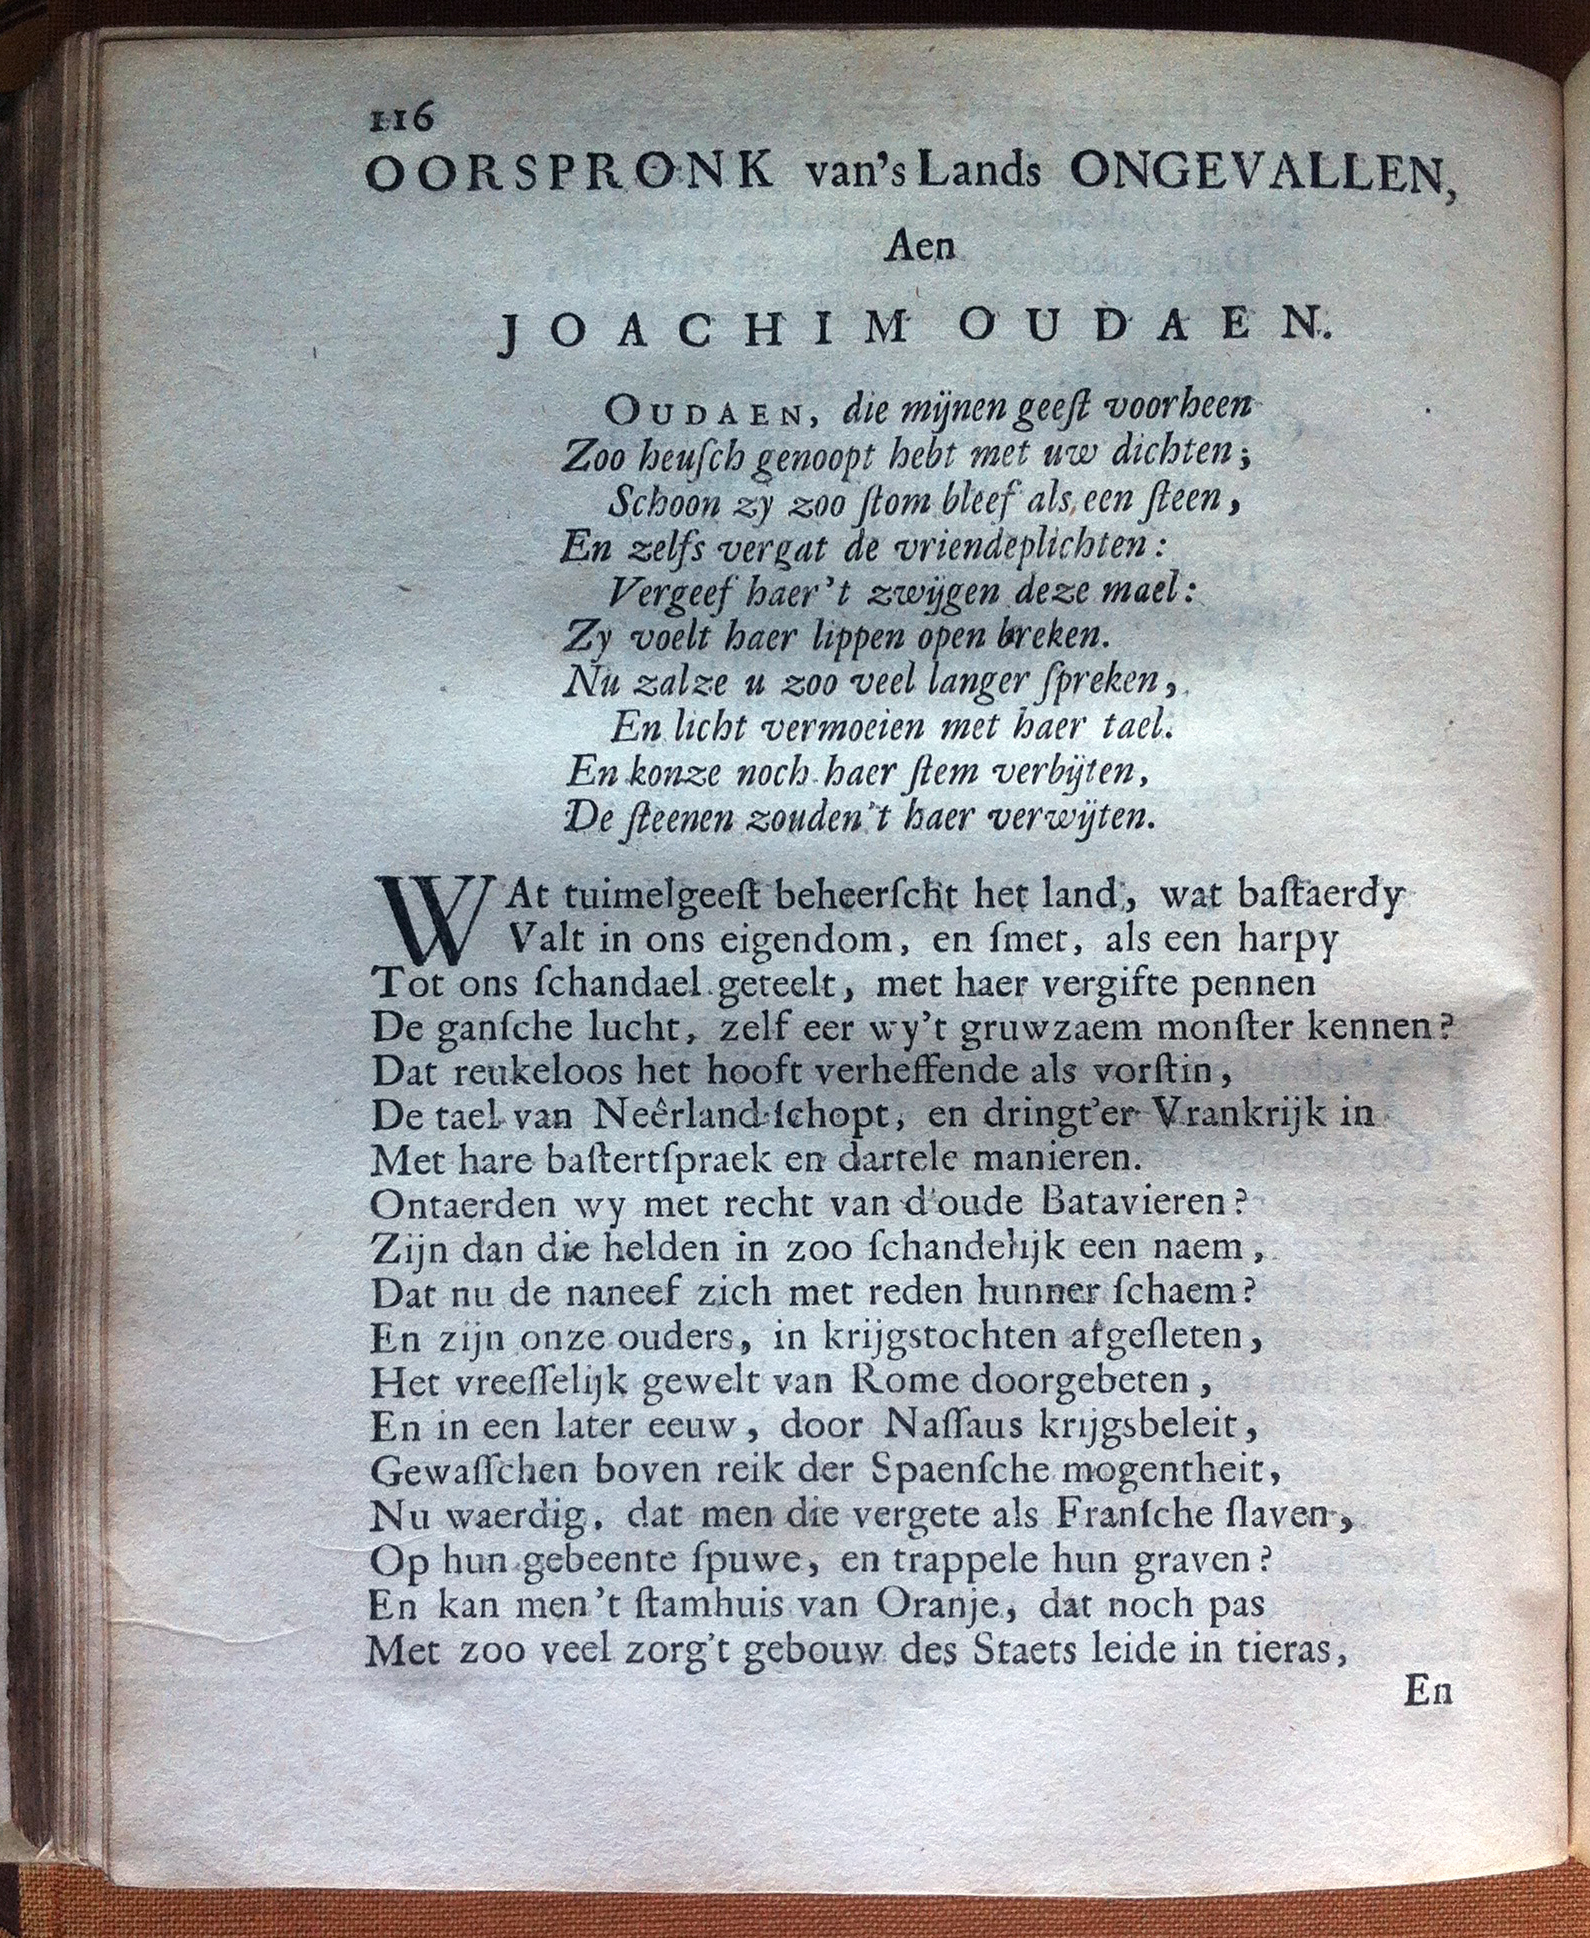 116
OORSPRONK van's Lands ONGEVALLEN,
Aen
JOACHIM OUDAEN.
OUDAEN, die mijnen geeſt voorheen
Zoo heuſch genoopt hebt met uw dichten;
Schoon zy zoo ſtom bleef als een ſteen,
En zelfs vergat de vriendeplichten:
Vergeef haer't zwijgen deze mael:
Zy voelt haer lippen open breken.
Nu zalze u zoo veel langer ſpreken,
En licht vermoeien met haer tael.
En konze noch haer ſtem verbijten,
De ſteenen zouden't haer verwijten.
WAt tuimelgeeſt beheerſcht het land, wat baſtaerdy
Valt in ons eigendom, en ſmet, als een harpy
Tot ons ſchandael geteelt, met haer vergifte pennen
De ganſche lucht, zelf eer wy't gruwzaem monſter kennen?
Dat reukeloos het hooft verheffende als vorſtin,
De tael van Neêrland ſchopt, en dringt'er Vrankrijk in
Met hare baſtertſpraek en dartele manieren.
Ontaerden wy met recht van d'oude Batavieren?
Zijn dan die helden in zoo ſchandelijk een naem,
Dat nu de naneef zich met reden hunner ſchaem?
En zijn onze ouders, in krijgstochten afgeſleten,
Het vreeſſelijk gewelt van Rome doorgebeten,
En in een later eeuw, door Naſſaus krijgsbeleit,
Gewaſſchen boven reik der Spaenſche mogentheit,
Nu waerdig, dat men die vergete als Franſche ſlaven,
Op hun gebeente ſpuwe, en trappele hun graven?
En kan men't ſtamhuis van Oranje, dat noch pas
Met zoo veel zorg't gebouw des Staets leide in tieras,
En